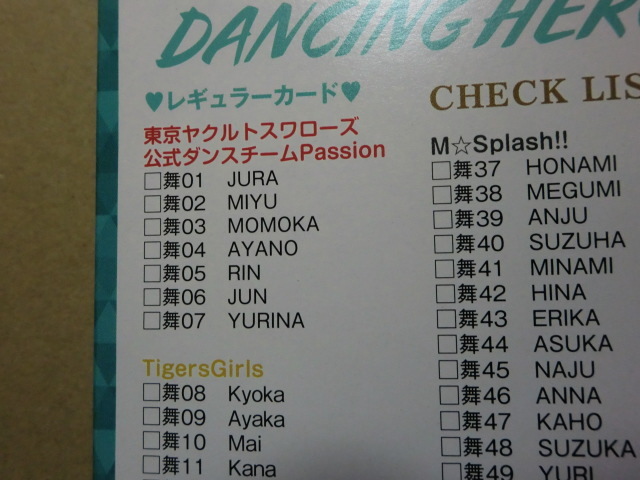 DANCING HER
♥レギュラーカード♥
CHECK LIS
東京ヤクルトスワローズ
公式ダンスチームPassion
□舞01 JURA
□舞02 MIYU
□舞03 MOMOKA
□舞04 AYANO
□舞05 RIN
□舞06 JUN
□舞07 YURINA
TigersGirls
□舞08 Kyoka
□舞09 Ayaka
□舞10 Mai
□舞11 Kana
M☆Splash!!
□舞37 HONAMI
□舞38 MEGUMI
□舞39 ANJU
□舞40 SUZUHA
□舞41 MINAMI
□舞42 HINA
□舞43 ERIKA
□舞44 ASUKA
□舞45 NAJU
□舞46 ANNA
□舞47 KAHO
□舞48 SUZUKA
□舞49 YURI